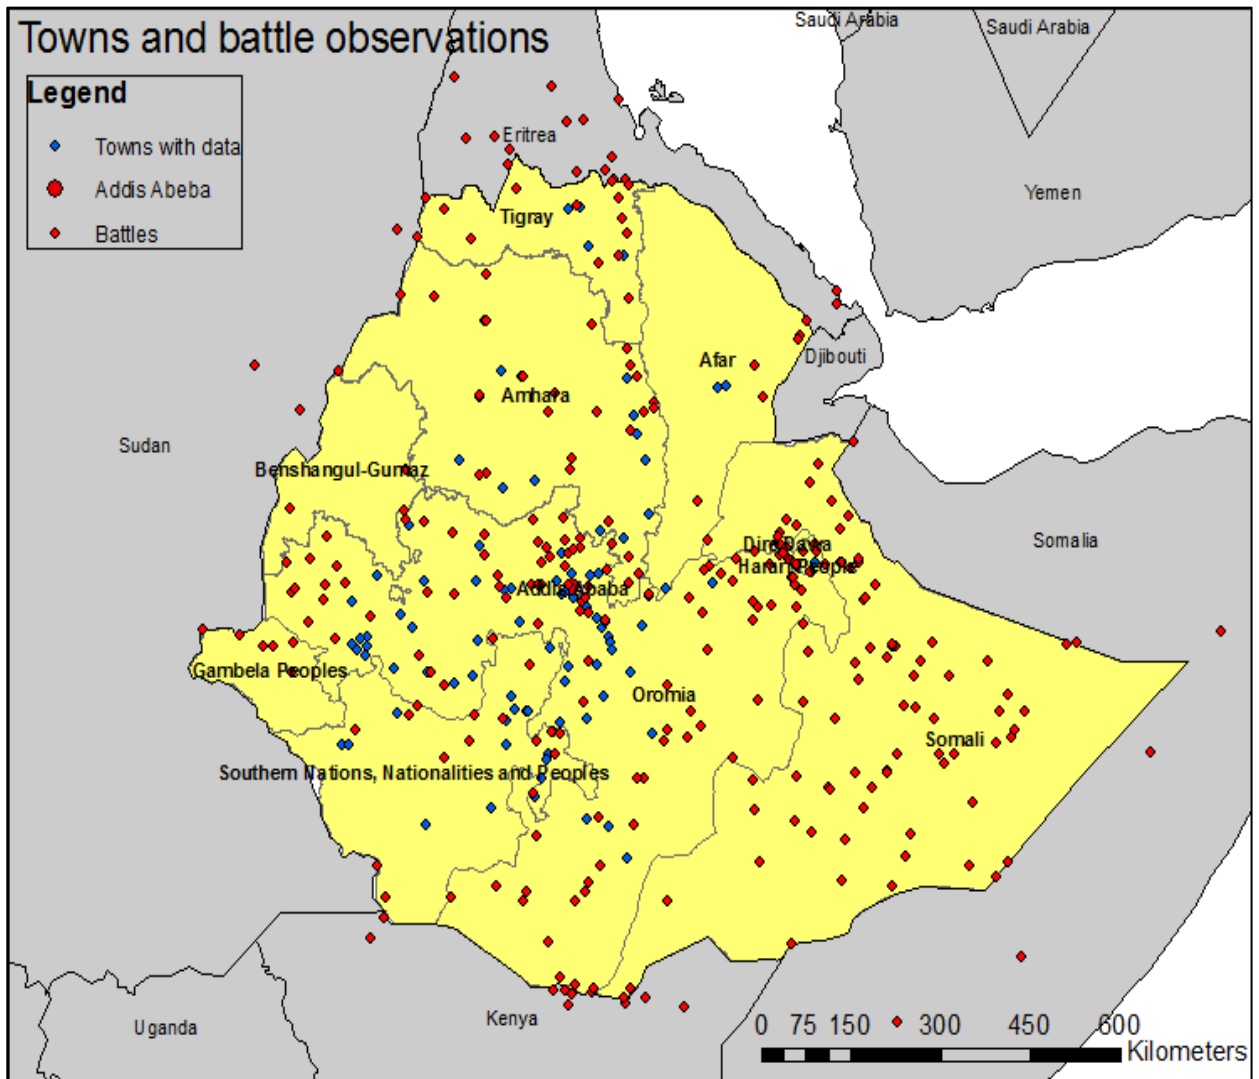 Towns and battle observations
Legend
Towns with data
Addis Abeba
Battles
Saudi Arabia
Saudi Arabia
Eritrea
Yemen
Tigray
Afar
Djibouti
Amhara
Sudan
Benshangul-Gumaz
Somalia
Dire Dawa
Harari People
Addis Ababa
Gambela Peoples
Oromia
Somali
Southern Nations, Nationalities and Peoples
Uganda
Kenya
0 75 150 300 450 600
Kilometers